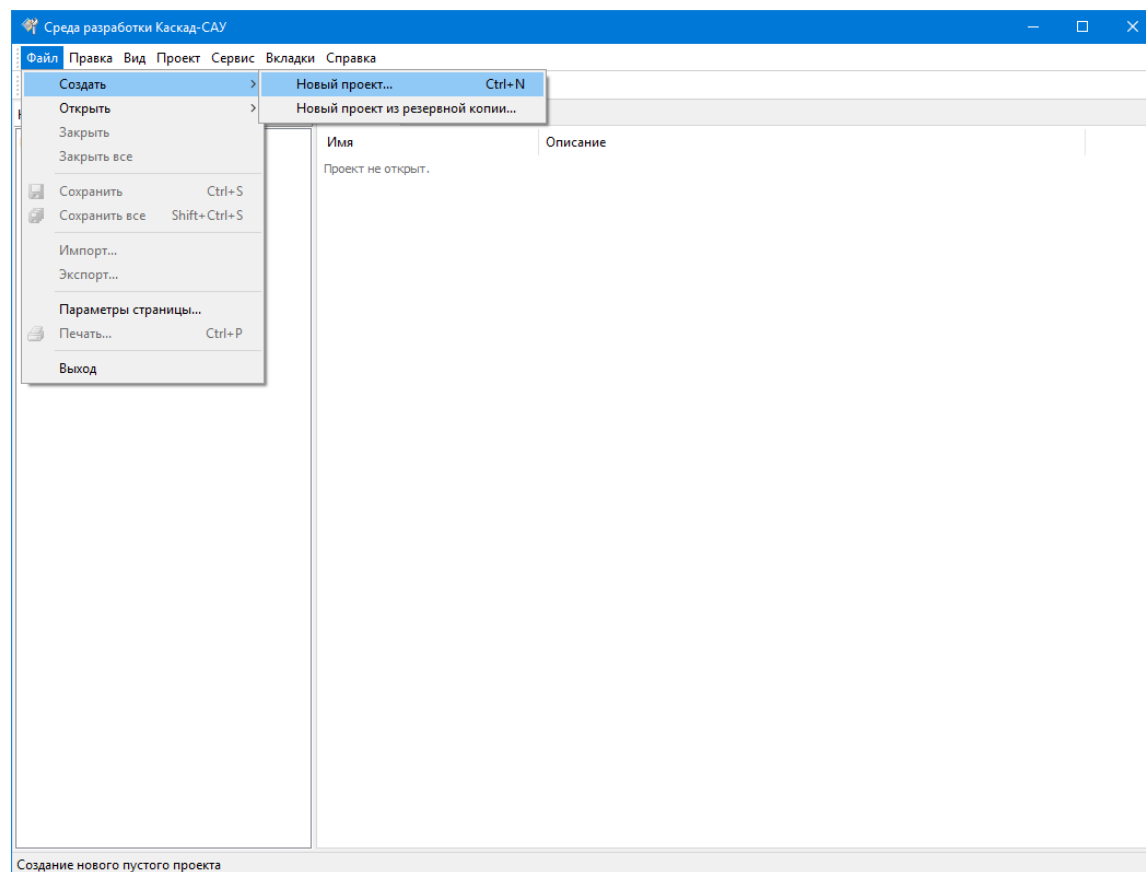 Среда разработки Каскад-САУ
Файл Правка Вид Проект Сервис Вкладки Справка
Создать
Новый проект... Ctrl+N
Открыть
Новый проект из резервной копии...
Закрыть
Закрыть все
Имя Описание
Проект не открыт.
Сохранить Ctrl+S
Сохранить все Shift+Ctrl+S
Импорт...
Экспорт...
Параметры страницы...
Печать... Ctrl+P
Выход
Создание нового пустого проекта